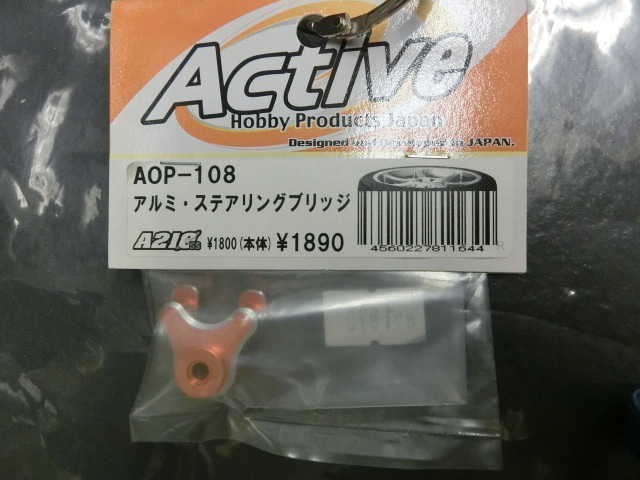 Active
Hobby Products Japan
Designed and Developed in JAPAN.
AOP-108
アルミ・ステアリングブリッジ
¥1800(本体) ¥1890
4560227811644